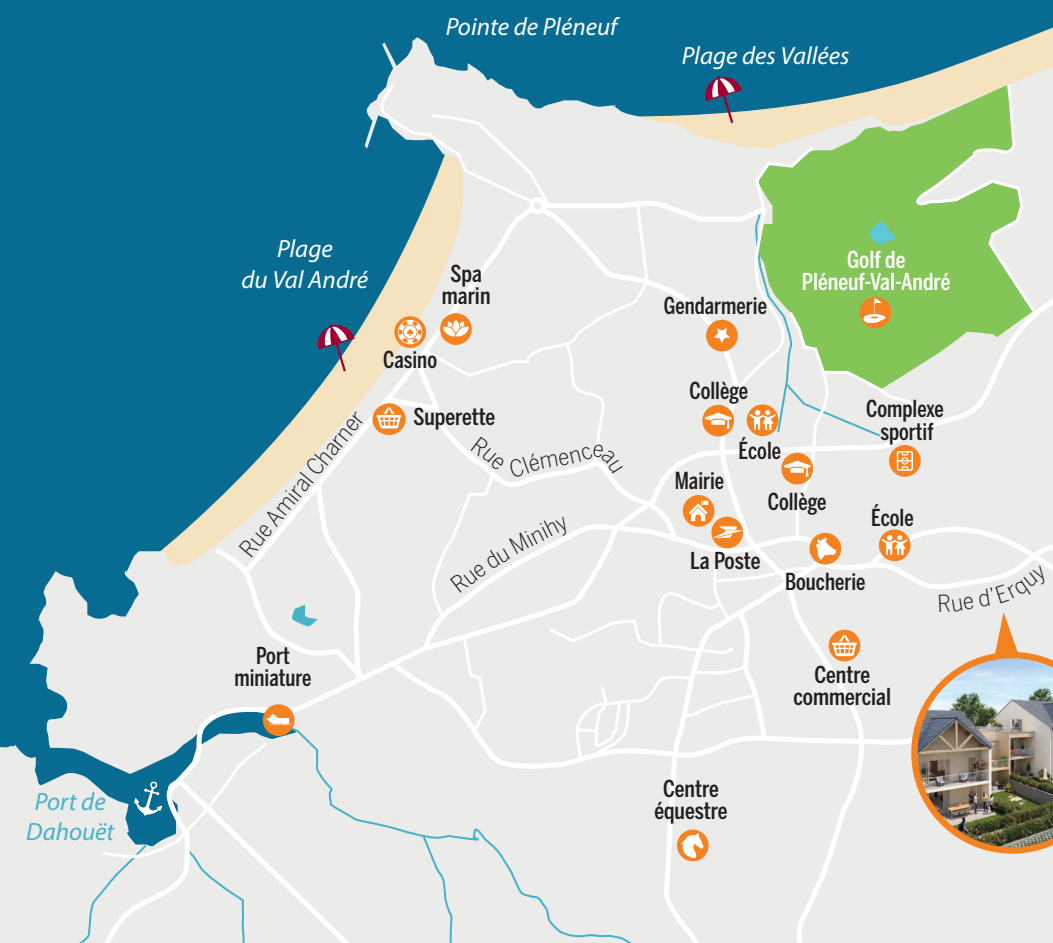 Pointe de Pléneuf
Plage des Vallées
Plage
du Val André
Spa
marin
Casino
Superette
Rue Amiral Charner
Rue Clémenceau
Rue du Minihy
Gendarmerie
Golf de
Pléneuf-Val-André
Collège
École
Complexe
sportif
Collège
Mairie
La Poste
École
Boucherie
Rue d'Erquy
Centre
commercial
Port
miniature
Port de
Dahouët
Centre
équestre